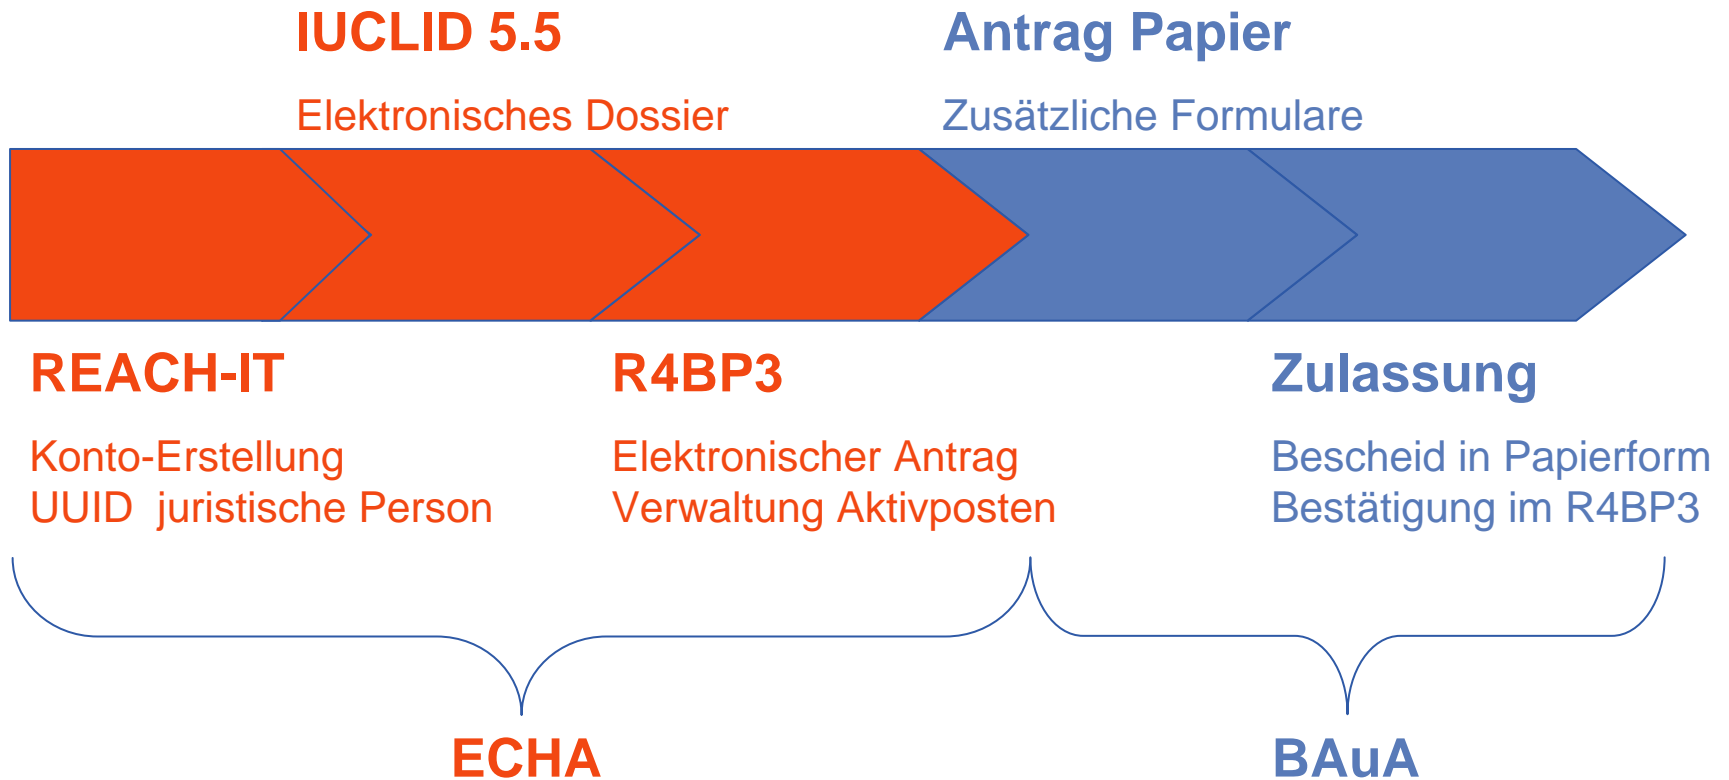 IUCLID 5.5
Elektronisches Dossier
Antrag Papier
Zusätzliche Formulare
REACH-IT
Konto-Erstellung
UUID  juristische Person
R4BP3
Elektronischer Antrag
Verwaltung Aktivposten
Zulassung
Bescheid in Papierform
Bestätigung im R4BP3
ECHA
BAuA